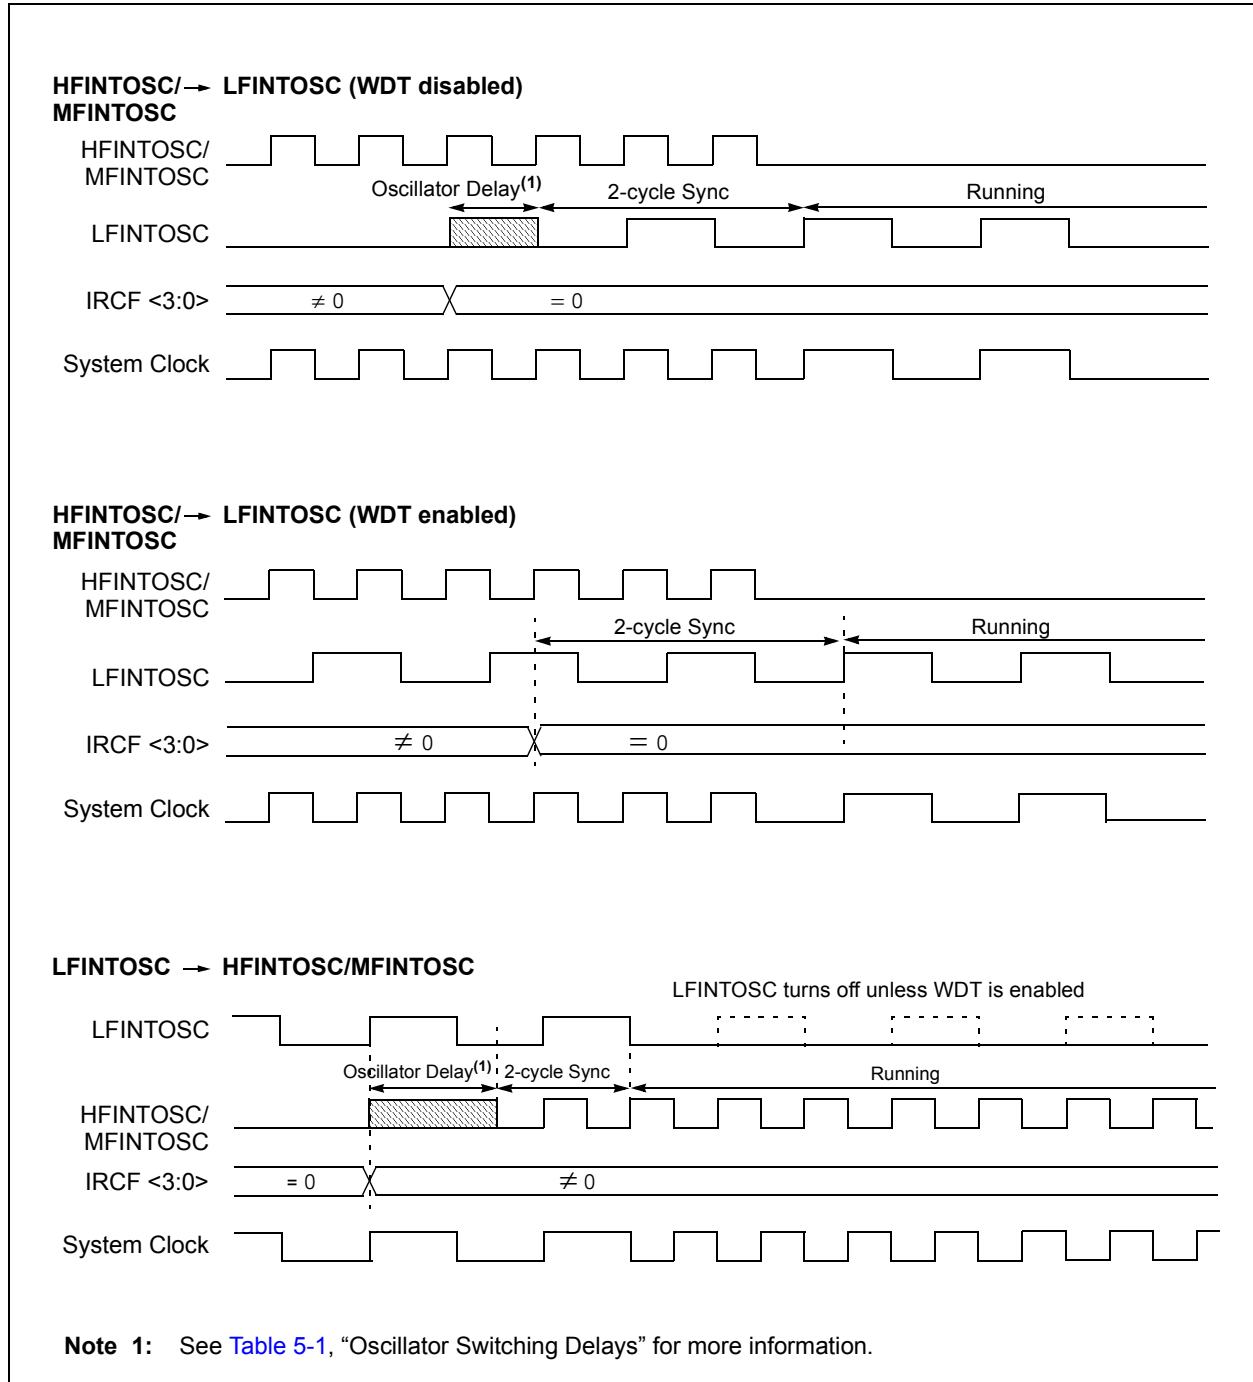 HFINTOSC/→ LFINTOSC (WDT disabled)
MFINTOSC
HFINTOSC/
MFINTOSC
Oscillator Delay(1) 2-cycle Sync Running
LFINTOSC
IRCF <3:0> ≠ 0 = 0
System Clock
HFINTOSC/→ LFINTOSC (WDT enabled)
MFINTOSC
HFINTOSC/
MFINTOSC
2-cycle Sync Running
LFINTOSC
IRCF <3:0> ≠ 0 = 0
System Clock
LFINTOSC → HFINTOSC/MFINTOSC
LFINTOSC turns off unless WDT is enabled
LFINTOSC
Oscillator Delay(1) 2-cycle Sync Running
HFINTOSC/
MFINTOSC
IRCF <3:0> = 0 ≠ 0
System Clock
Note 1: See Table 5-1, “Oscillator Switching Delays” for more information.